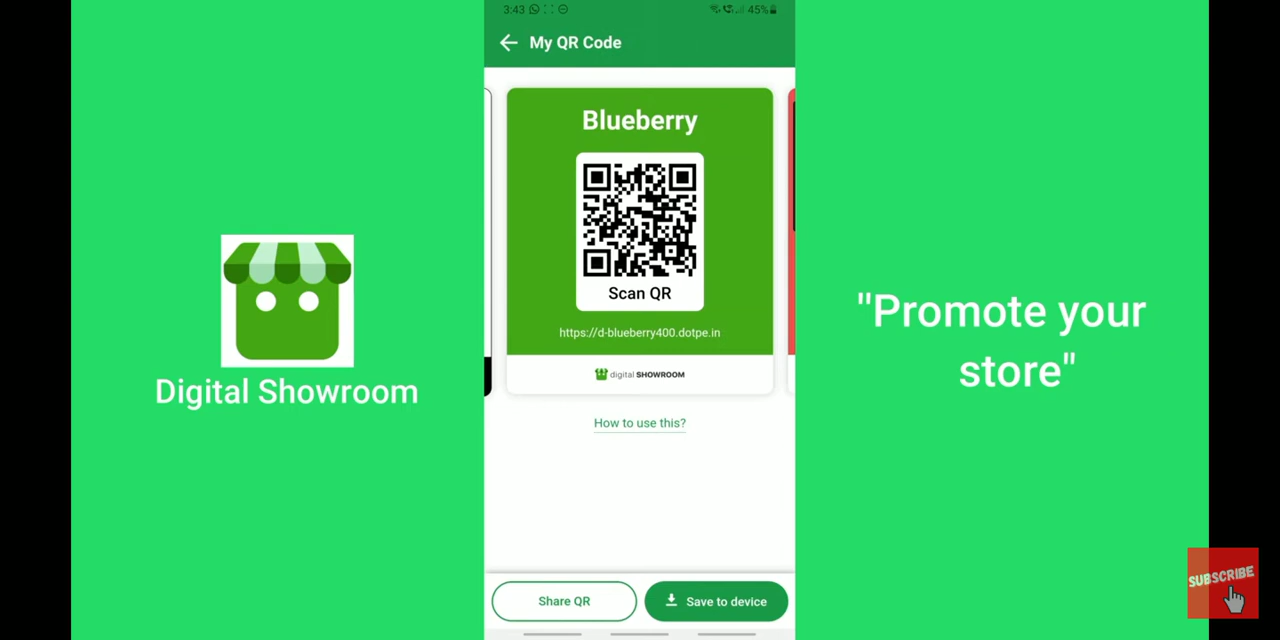 3:43
45%
My QR Code
Blueberry
Scan QR
https://d-blueberry400.dotpe.in
digital SHOWROOM
How to use this?
Share QR
Save to device
Digital Showroom
"Promote your
store"
SUBSCRIBE